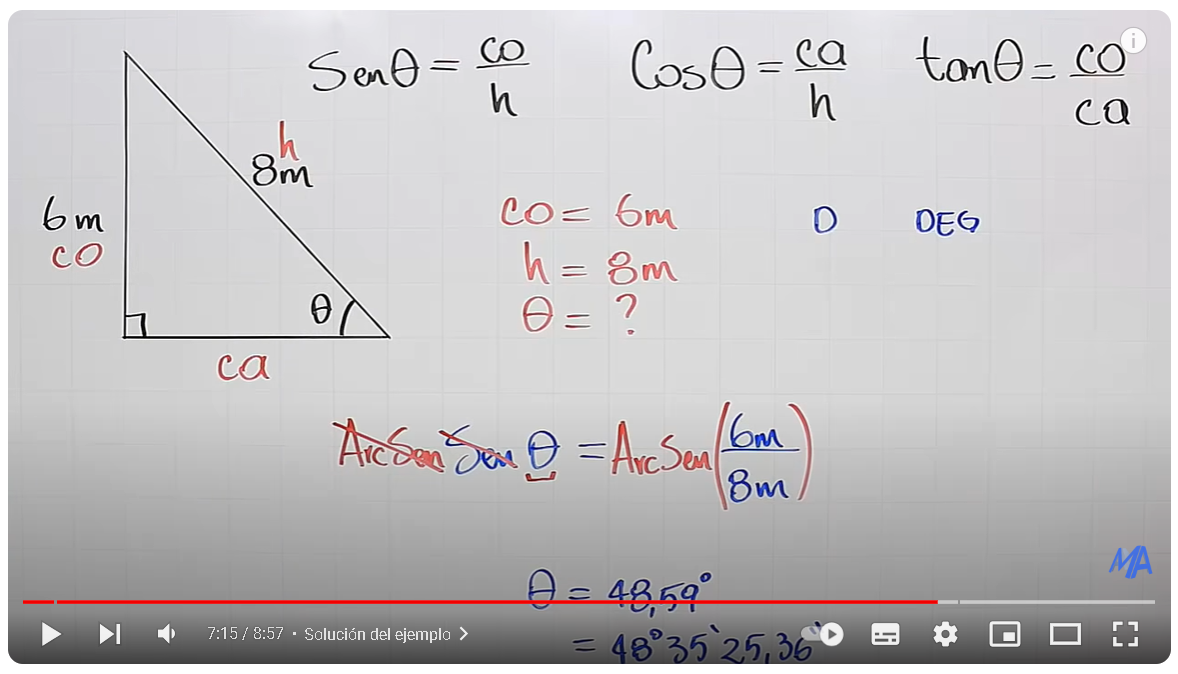 Senθ = co/h
Cosθ = ca/h
tanθ = co/ca
h
8m
6m
co
θ
ca
co = 6m
h = 8m
θ = ?
D DEG
ArcSen Sen θ = ArcSen(6m/8m)
MA
θ = 48,59°
= 48°35`25,36``
7:15 / 8:57 · Solución del ejemplo